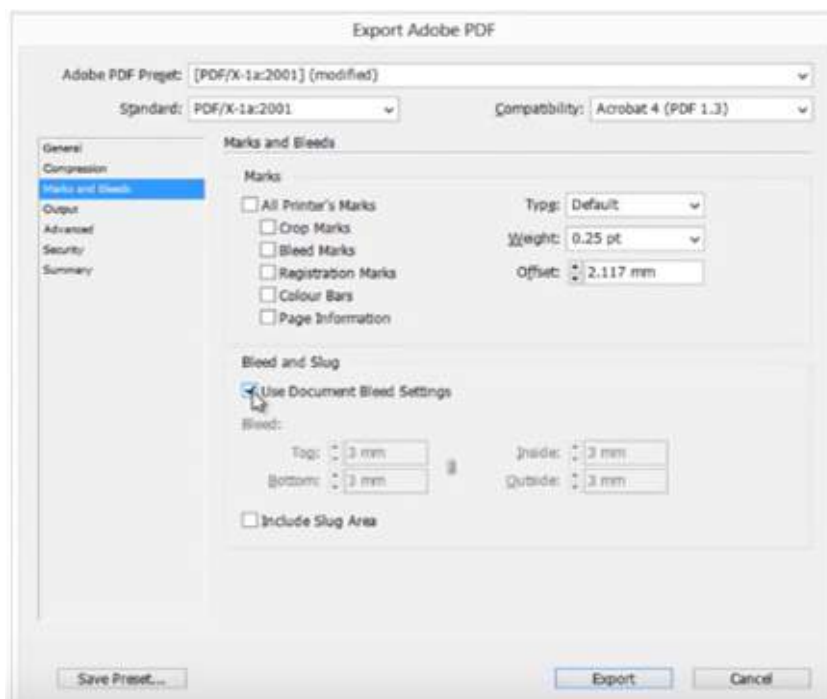 Export Adobe PDF
Adobe PDF Preset: [PDF/X-1a:2001] (modified)
Standard: PDF/X-1a:2001 Compatibility: Acrobat 4 (PDF 1.3)
General
Compression
Marks and Bleeds
Output
Advanced
Security
Summary
Marks and Bleeds
Marks
All Printer's Marks
Crop Marks
Bleed Marks
Registration Marks
Colour Bars
Page Information
Type: Default
Weight: 0.25 pt
Offset: 2.117 mm
Bleed and Slug
Use Document Bleed Settings
Bleed:
Top: 3 mm Inside: 3 mm
Bottom: 3 mm Outside: 3 mm
Include Slug Area
Save Preset... Export Cancel